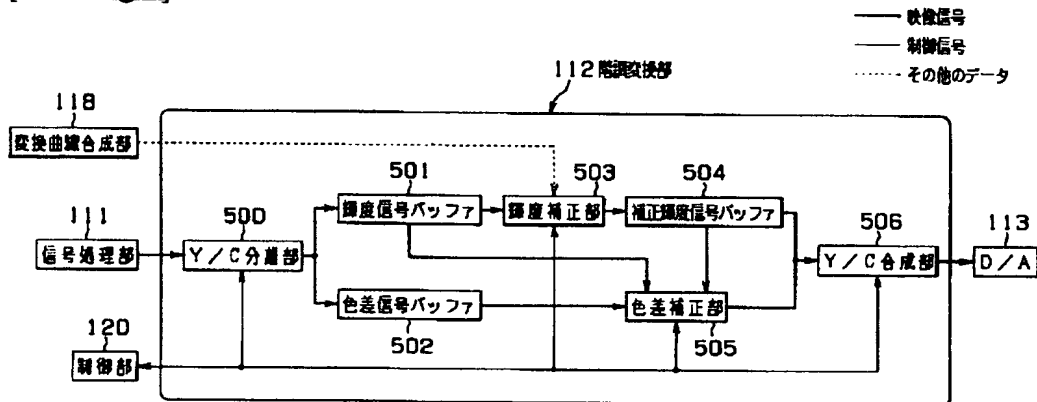 映像信号
制御信号
その他のデータ
112 階調変換部
118
変換曲線合成部
501
輝度信号バッファ
503
輝度補正部
504
補正輝度信号バッファ
111
信号処理部
500
Y/C分離部
506
Y/C合成部
113
D/A
色差信号バッファ
502
色差補正部
505
120
制御部